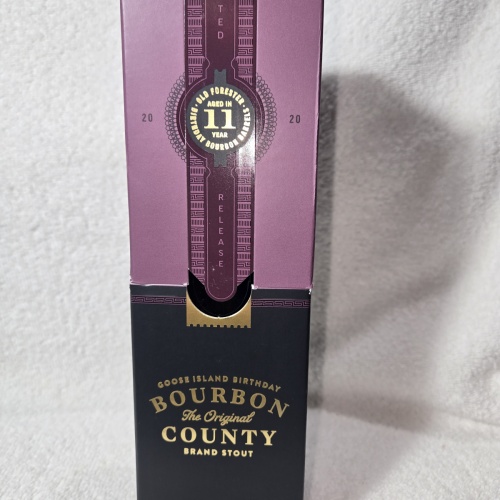 TED
OLD FORESTER
AGED IN
11
YEAR
BIRTHDAY BOURBON BARRELS
20 20
RELEASE
GOOSE ISLAND BIRTHDAY
BOURBON
The Original
COUNTY
BRAND STOUT